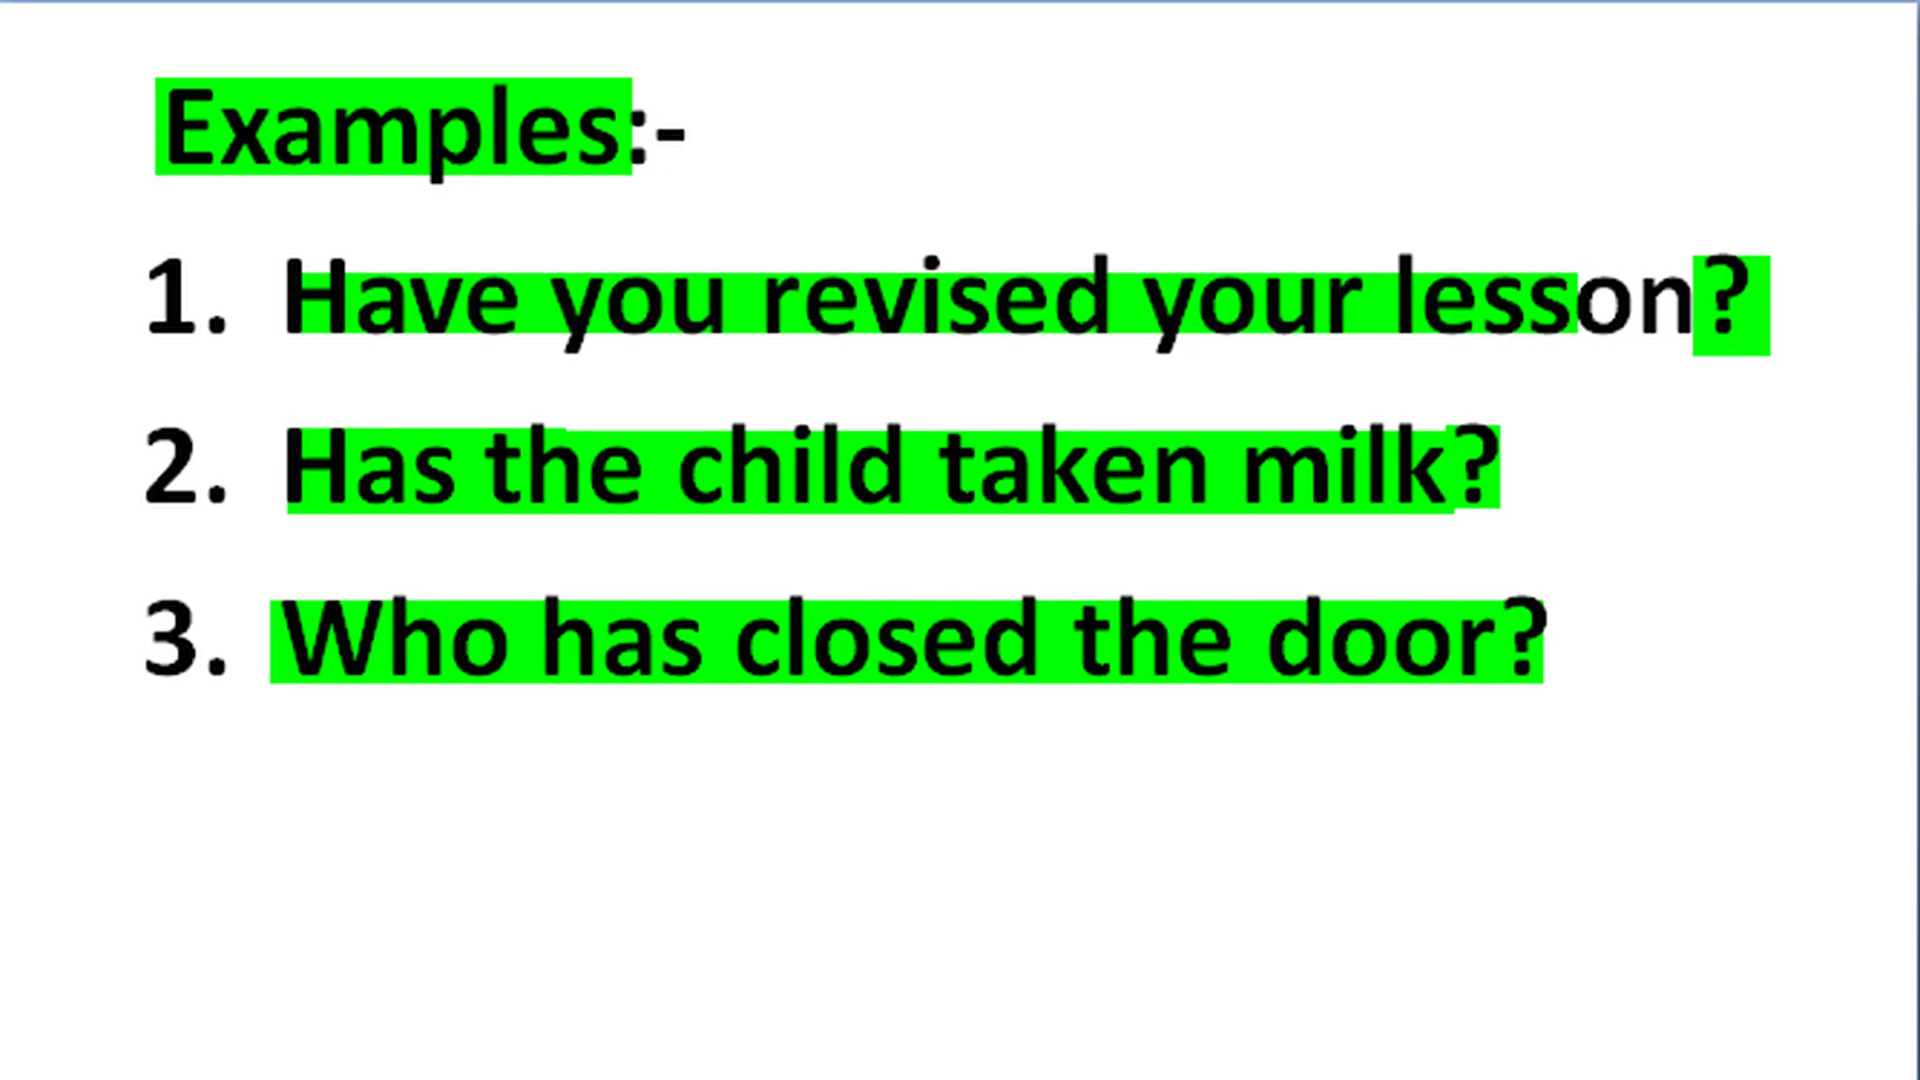 Examples:-
1. Have you revised your lesson?
2. Has the child taken milk?
3. Who has closed the door?